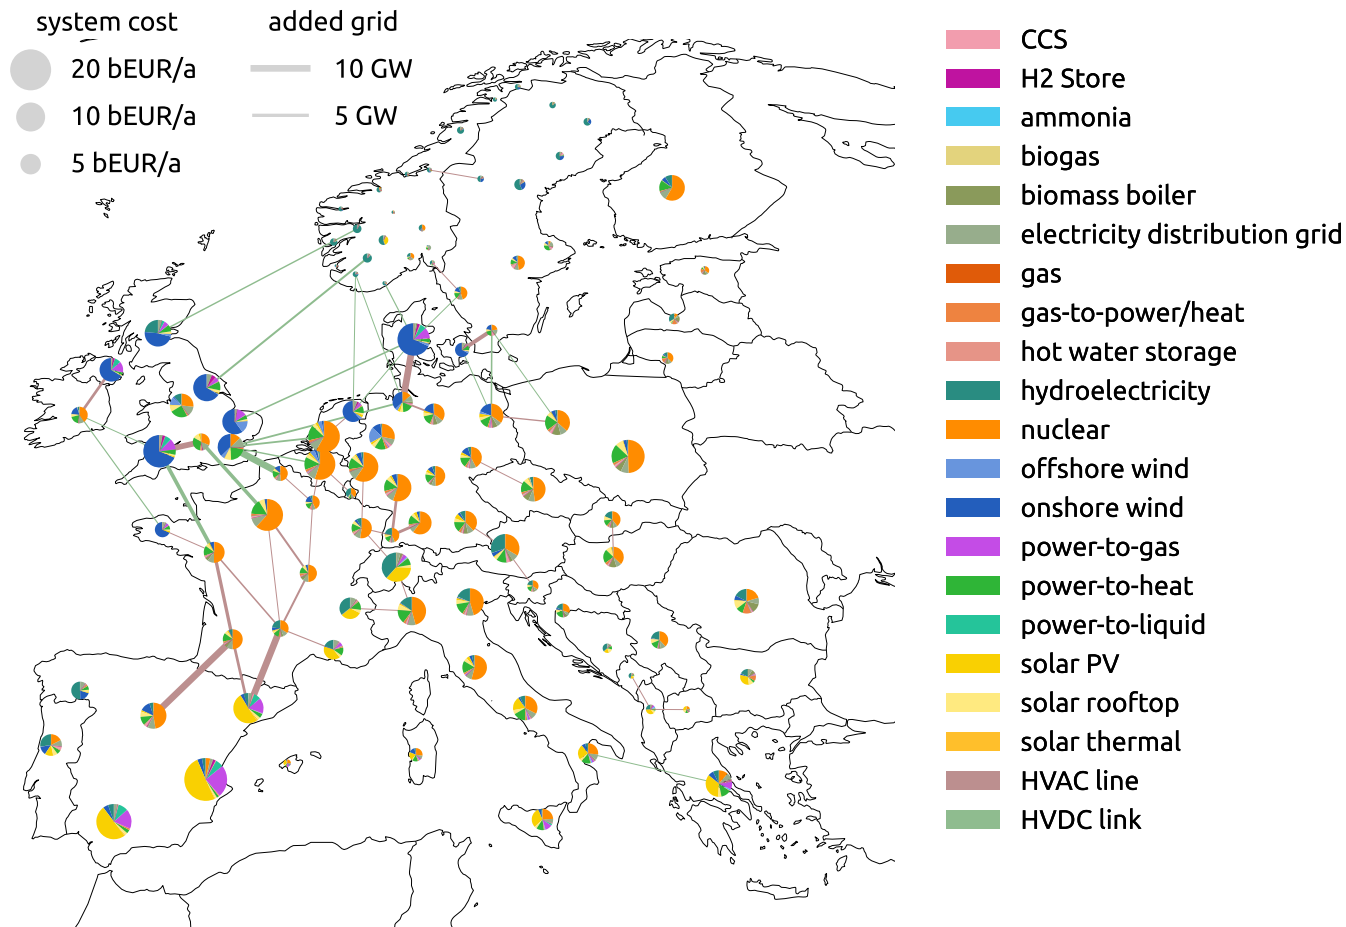 system cost
added grid
20 bEUR/a
10 GW
10 bEUR/a
5 GW
5 bEUR/a
CCS
H2 Store
ammonia
biogas
biomass boiler
electricity distribution grid
gas
gas-to-power/heat
hot water storage
hydroelectricity
nuclear
offshore wind
onshore wind
power-to-gas
power-to-heat
power-to-liquid
solar PV
solar rooftop
solar thermal
HVAC line
HVDC link